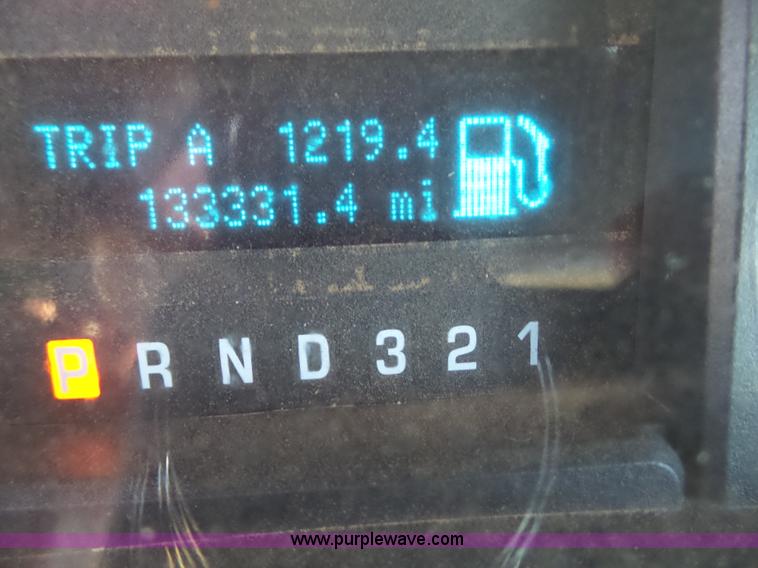 TRIP A 1219.4
133331.4 mi
P R N D 3 2 1
www.purplewave.com